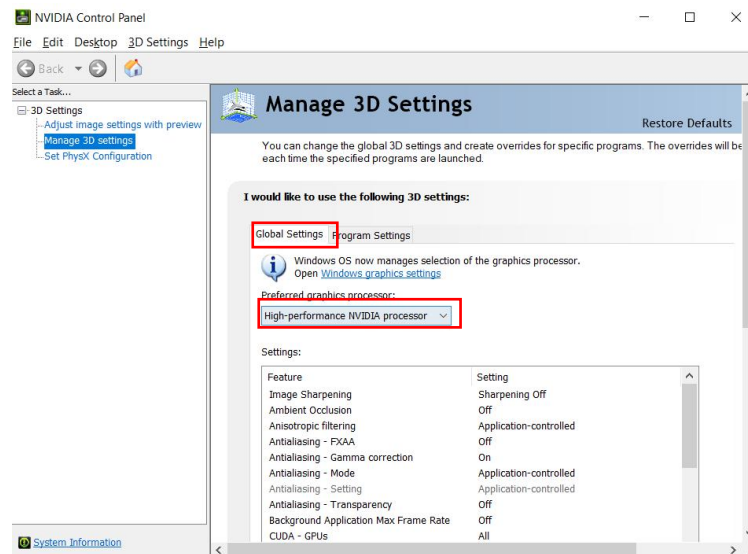 NVIDIA Control Panel
File Edit Desktop 3D Settings Help
Back
Select a Task...
3D Settings
Adjust image settings with preview
Manage 3D settings
Set PhysX Configuration
System Information
Manage 3D Settings
Restore Defaults
You can change the global 3D settings and create overrides for specific programs. The overrides will be
each time the specified programs are launched.
I would like to use the following 3D settings:
Global Settings Program Settings
Windows OS now manages selection of the graphics processor.
Open Windows graphics settings
Preferred graphics processor:
High-performance NVIDIA processor
Settings:
Feature Setting
Image Sharpening Sharpening Off
Ambient Occlusion Off
Anisotropic filtering Application-controlled
Antialiasing - FXAA Off
Antialiasing - Gamma correction On
Antialiasing - Mode Application-controlled
Antialiasing - Setting Application-controlled
Antialiasing - Transparency Off
Background Application Max Frame Rate Off
CUDA - GPUs All